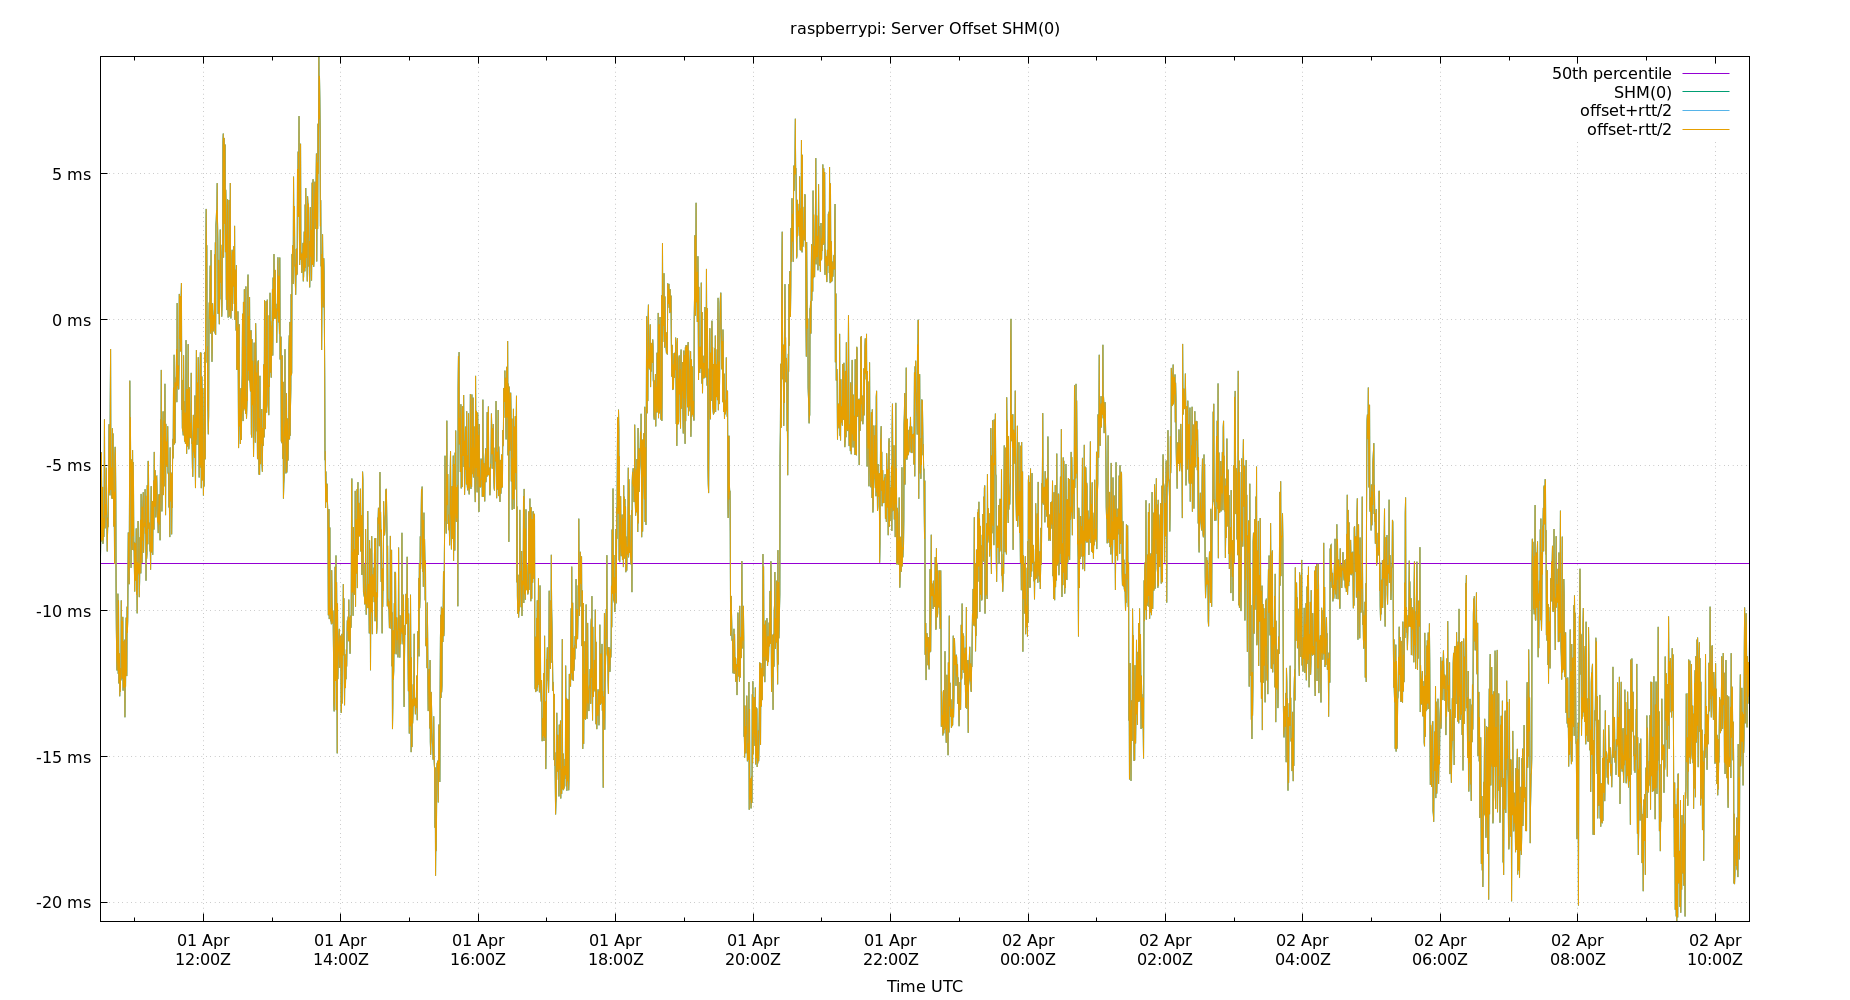 raspberrypi: Server Offset SHM(0)
50th percentile
SHM(0)
offset+rtt/2
offset-rtt/2
5 ms
0 ms
-5 ms
-10 ms
-15 ms
-20 ms
01 Apr 01 Apr 01 Apr 01 Apr 01 Apr 01 Apr 02 Apr 02 Apr 02 Apr 02 Apr 02 Apr 02 Apr
12:00Z 14:00Z 16:00Z 18:00Z 20:00Z 22:00Z 00:00Z 02:00Z 04:00Z 06:00Z 08:00Z 10:00Z
Time UTC